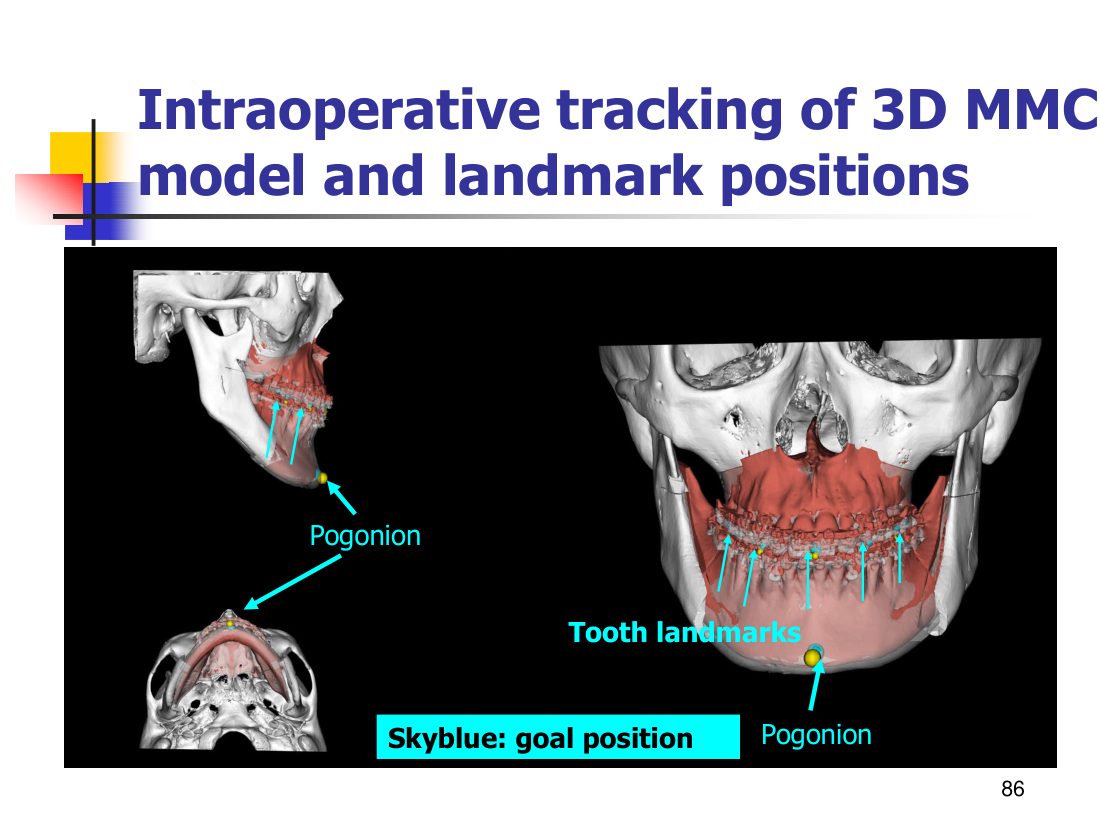 Intraoperative tracking of 3D MMC
model and landmark positions
Pogonion
Tooth landmarks
Skyblue: goal position
Pogonion
86